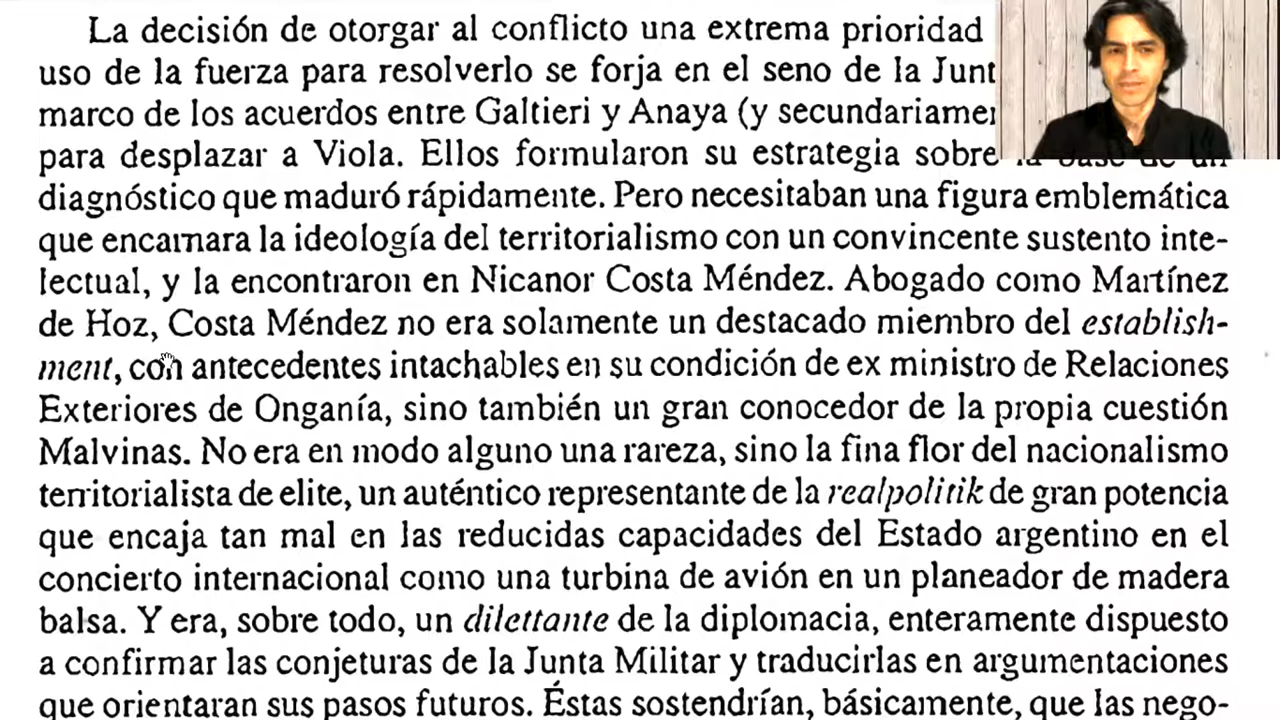 La decisión de otorgar al conflicto una extrema prioridad
uso de la fuerza para resolverlo se forja en el seno de la Junt
marco de los acuerdos entre Galtieri y Anaya (y secundariamen
para desplazar a Viola. Ellos formularon su estrategia sobre la base de un
diagnóstico que maduró rápidamente. Pero necesitaban una figura emblemática
que encarnara la ideología del territorialismo con un convincente sustento inte-
lectual, y la encontraron en Nicanor Costa Méndez. Abogado como Martínez
de Hoz, Costa Méndez no era solamente un destacado miembro del establish-
ment, con antecedentes intachables en su condición de ex ministro de Relaciones
Exteriores de Onganía, sino también un gran conocedor de la propia cuestión
Malvinas. No era en modo alguno una rareza, sino la fina flor del nacionalismo
territorialista de elite, un auténtico representante de la realpolitik de gran potencia
que encaja tan mal en las reducidas capacidades del Estado argentino en el
concierto internacional como una turbina de avión en un planeador de madera
balsa. Y era, sobre todo, un dilettante de la diplomacia, enteramente dispuesto
a confirmar las conjeturas de la Junta Militar y traducirlas en argumentaciones
que orientaran sus pasos futuros. Éstas sostendrían, básicamente, que las nego-